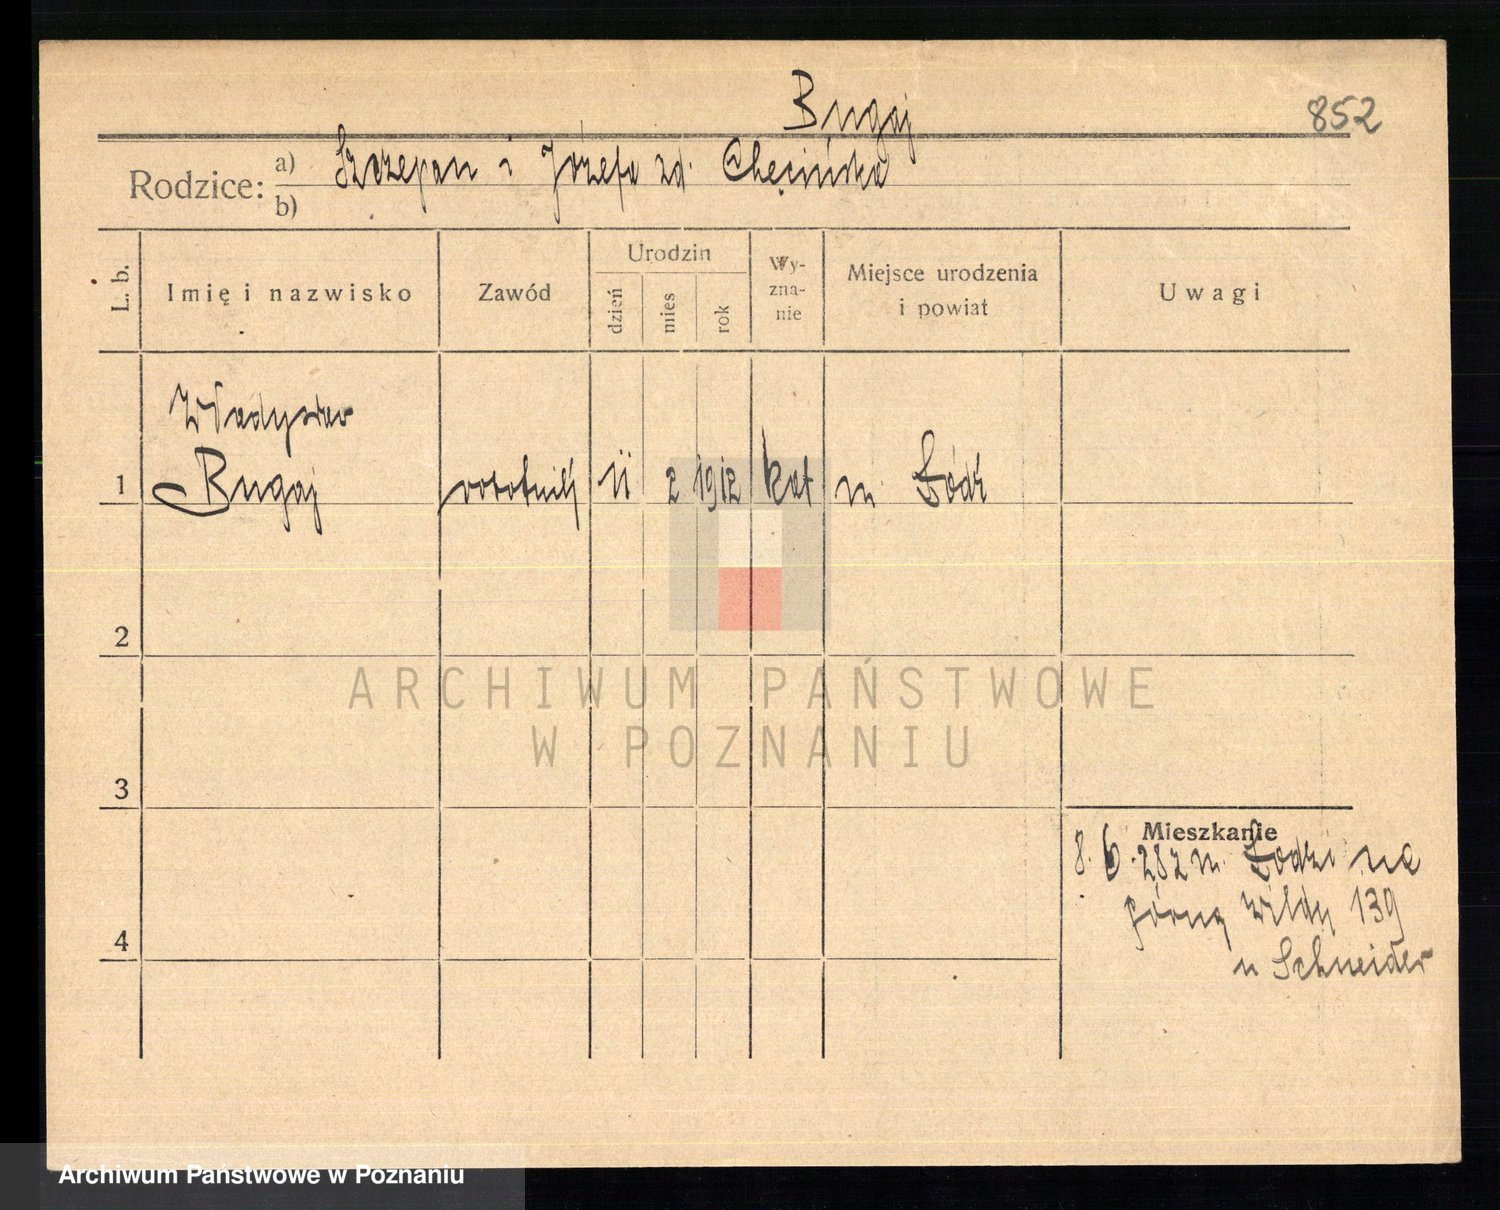 Bugaj
852
Rodzice: a) Szczepan i Józefa zd. Chęcińska
b)
L. b.
Imię i nazwisko
Zawód
Urodzin
dzień
mies
rok
Wy-
zna-
nie
Miejsce urodzenia
i powiat
Uwagi
Władysław
1 Bugaj robotnik 11 2 1912 kat m. Łódź
2
ARCHIWUM PAŃSTWOWE
W POZNANIU
3
Mieszkanie
8. 6. 282 m. Łodzi na
górną Wildy 139
u Schneider
4
Archiwum Państwowe w Poznaniu